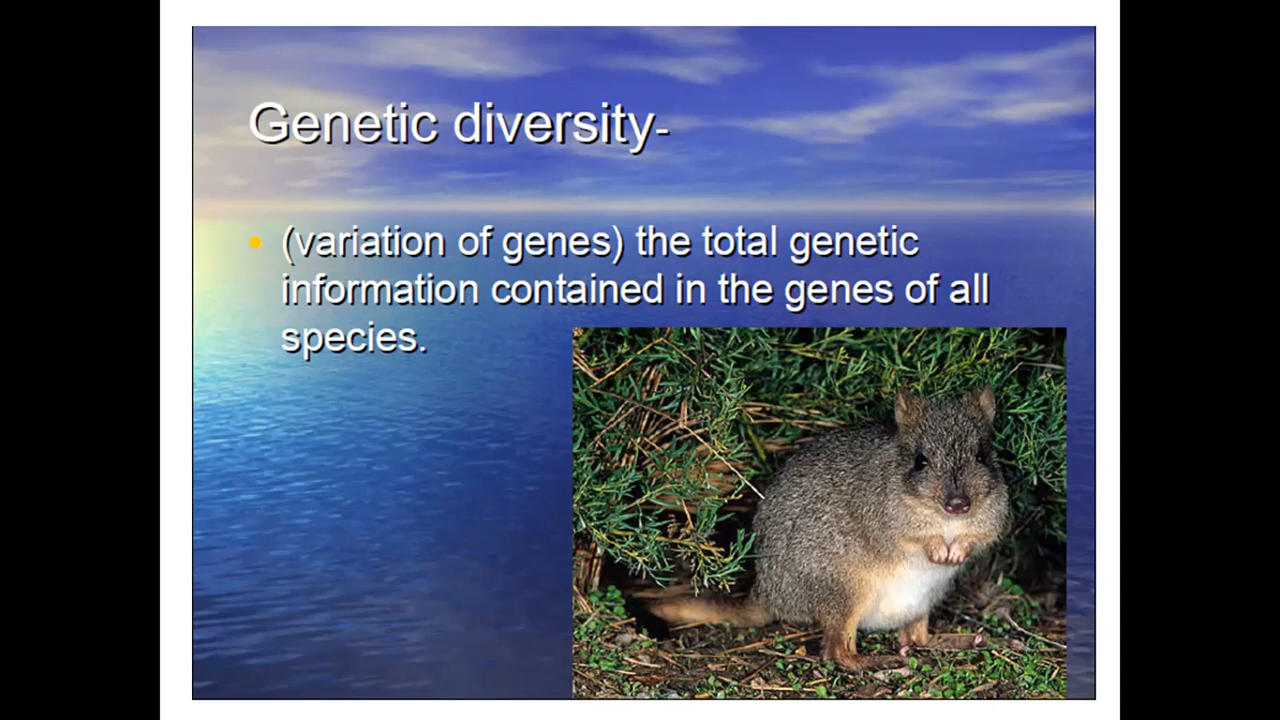 Genetic diversity-
(variation of genes) the total genetic
information contained in the genes of all
species.